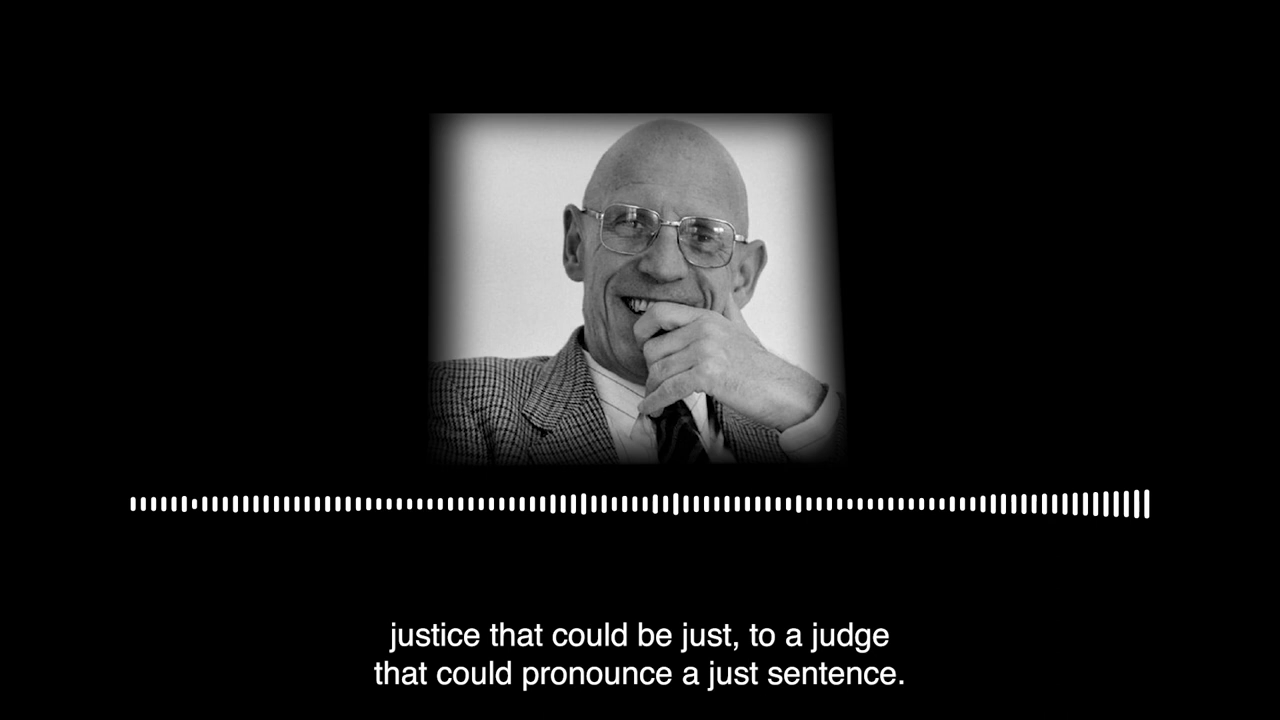 justice that could be just, to a judge
that could pronounce a just sentence.